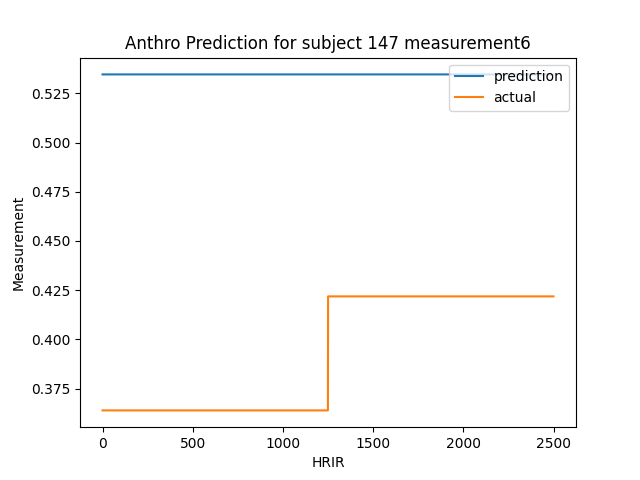 Anthro Prediction for subject 147 measurement6
prediction
actual
0.525
0.500
0.475
0.450
0.425
0.400
0.375
Measurement
0 500 1000 1500 2000 2500
HRIR